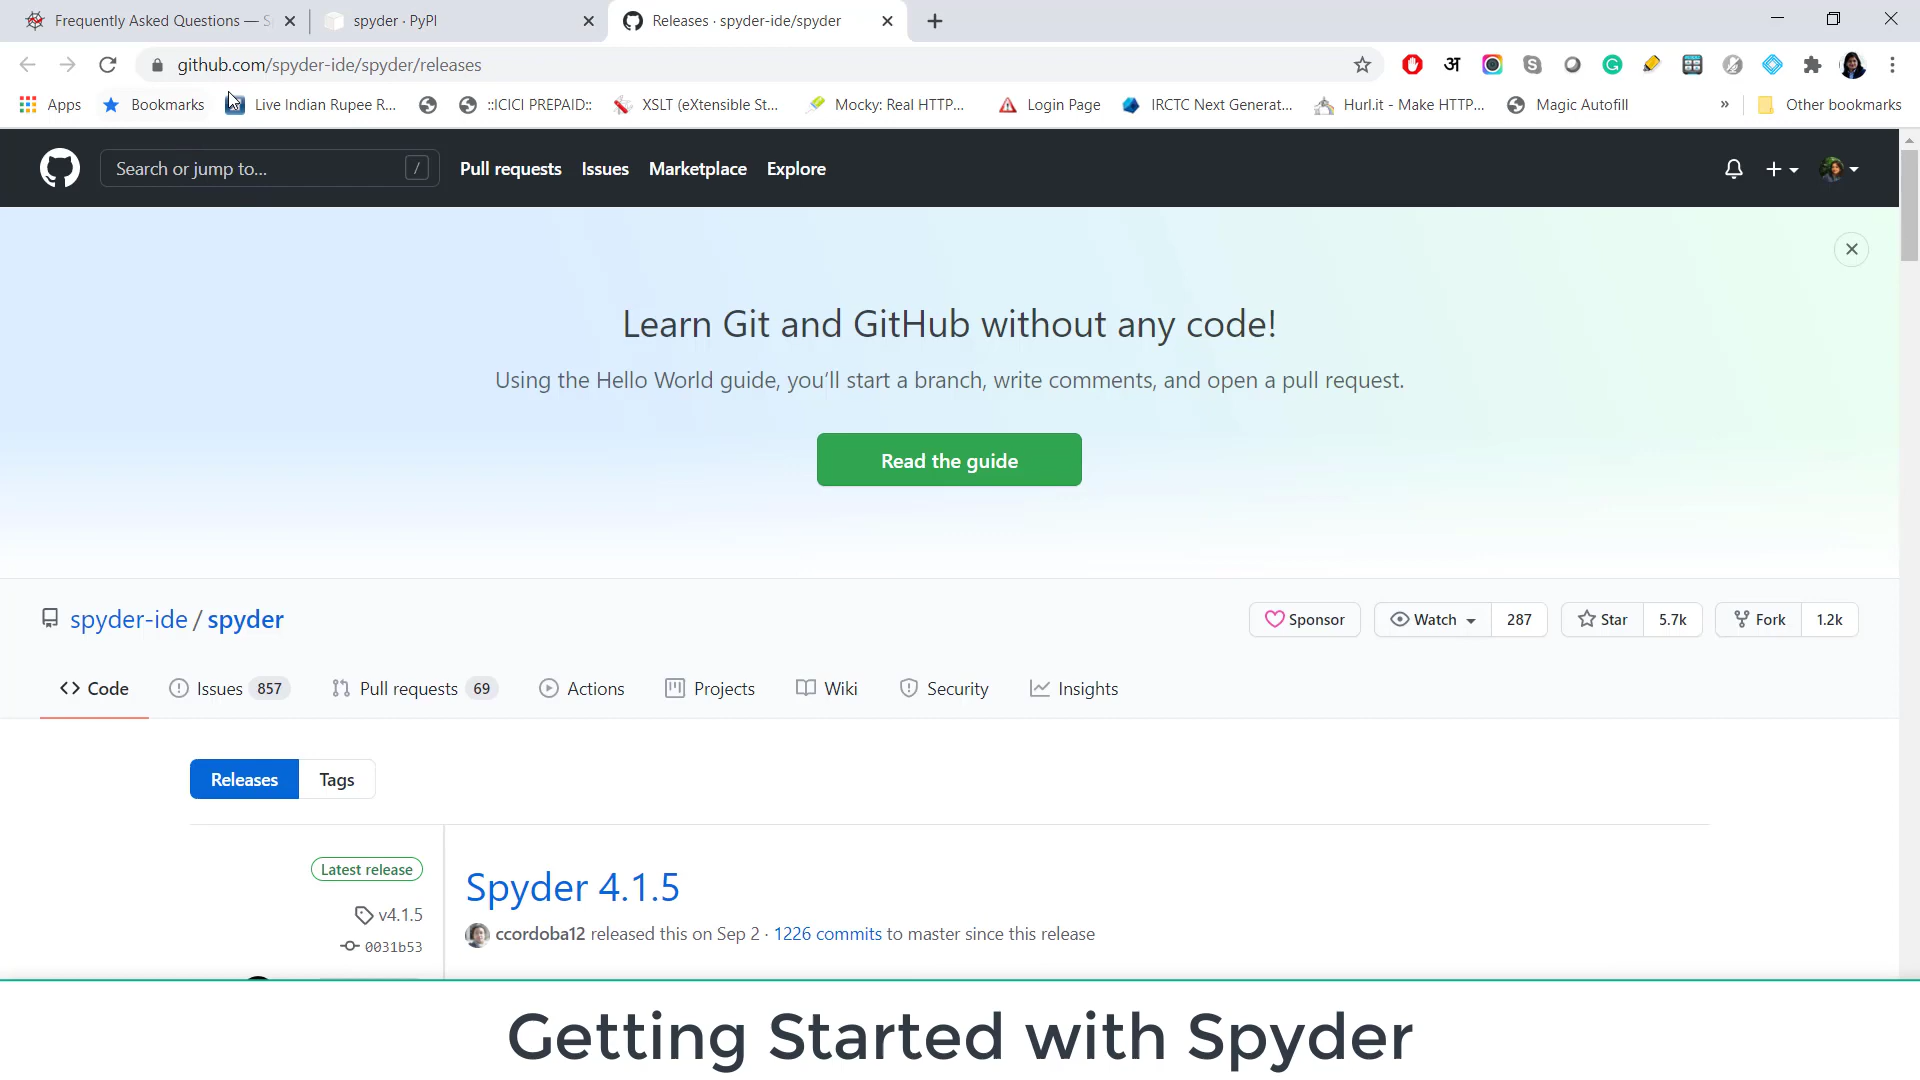 Frequently Asked Questions — S
spyder · PyPI
Releases · spyder-ide/spyder
github.com/spyder-ide/spyder/releases
अ
Apps
Bookmarks
Live Indian Rupee R...
::ICICI PREPAID::
XSLT (eXtensible St...
Mocky: Real HTTP...
Login Page
IRCTC Next Generat...
Hurl.it - Make HTTP...
Magic Autofill
»
Other bookmarks
Search or jump to...
/
Pull requests
Issues
Marketplace
Explore
Learn Git and GitHub without any code!
Using the Hello World guide, you’ll start a branch, write comments, and open a pull request.
Read the guide
spyder-ide / spyder
Sponsor
Watch
287
Star
5.7k
Fork
1.2k
Code
Issues 857
Pull requests 69
Actions
Projects
Wiki
Security
Insights
Releases
Tags
Latest release
v4.1.5
0031b53
Spyder 4.1.5
ccordoba12 released this on Sep 2 · 1226 commits to master since this release
Getting Started with Spyder